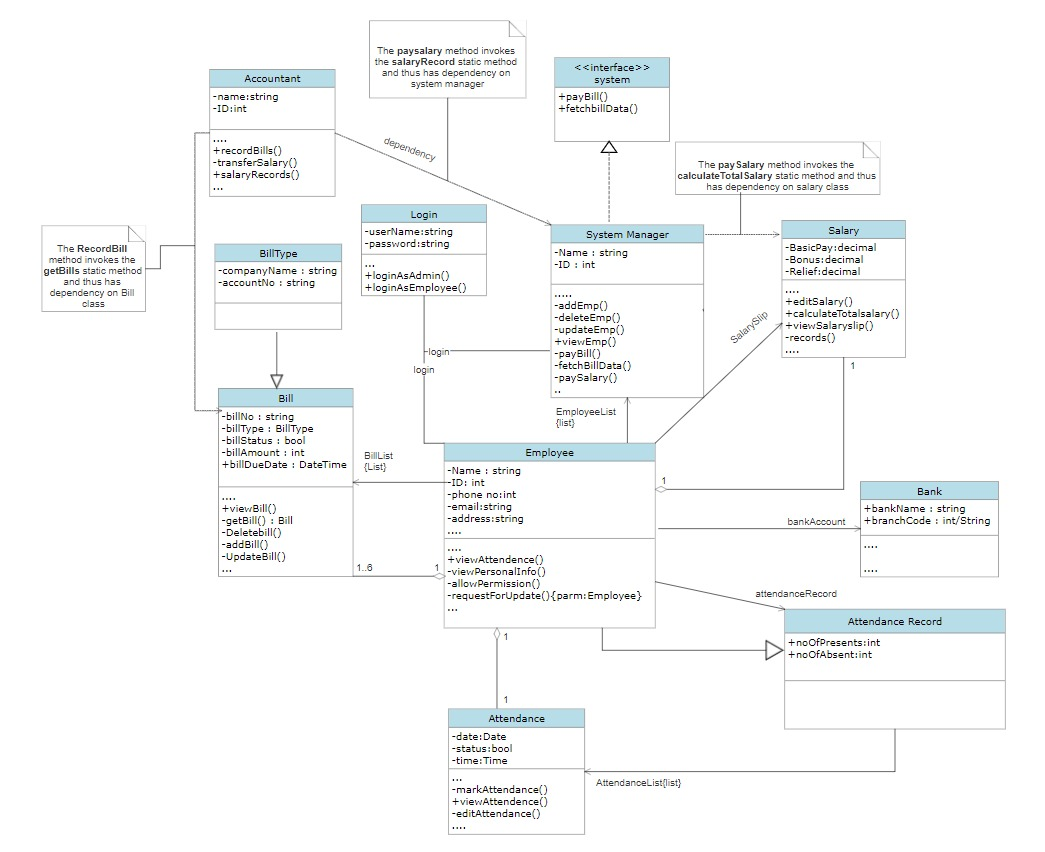 The paysalary method invokes
the salaryRecord static method
and thus has dependency on
system manager
<<interface>>
system
+payBill()
+fetchbillData()
Accountant
-name:string
-ID:int
....
+recordBills()
-transferSalary()
+salaryRecords()
...
dependency
The paySalary method invokes the
calculateTotalSalary static method and thus
has dependency on salary class
Login
-userName:string
-password:string
...
+loginAsAdmin()
+loginAsEmployee()
System Manager
-Name : string
-ID : int
.....
-addEmp()
-deleteEmp()
-updateEmp()
+viewEmp()
-payBill()
-fetchBillData()
-paySalary()
..
Salary
-BasicPay:decimal
-Bonus:decimal
-Relief:decimal
....
+editSalary()
+calculateTotalsalary()
+viewSalaryslip()
-records()
....
The RecordBill
method invokes the
getBills static method
and thus has
dependency on Bill
class
BillType
-companyName : string
-accountNo : string
SalarySlip
login
login
1
Bill
-billNo : string
-billType : BillType
-billStatus : bool
-billAmount : int
+billDueDate : DateTime
....
+viewBill()
-getBill() : Bill
-Deletebill()
-addBill()
-UpdateBill()
...
EmployeeList
{list}
BillList
{List}
Employee
-Name : string
-ID: int
-phone no:int
-email:string
-address:string
....
....
+viewAttendence()
-viewPersonalInfo()
-allowPermission()
-requestForUpdate(){parm:Employee}
...
1
Bank
+bankName : string
+branchCode : int/String
....
....
bankAccount
1..6
1
attendanceRecord
Attendance Record
+noOfPresents:int
+noOfAbsent:int
1
1
Attendance
-date:Date
-status:bool
-time:Time
...
-markAttendance()
+viewAttendence()
-editAttendance()
....
AttendanceList{list}